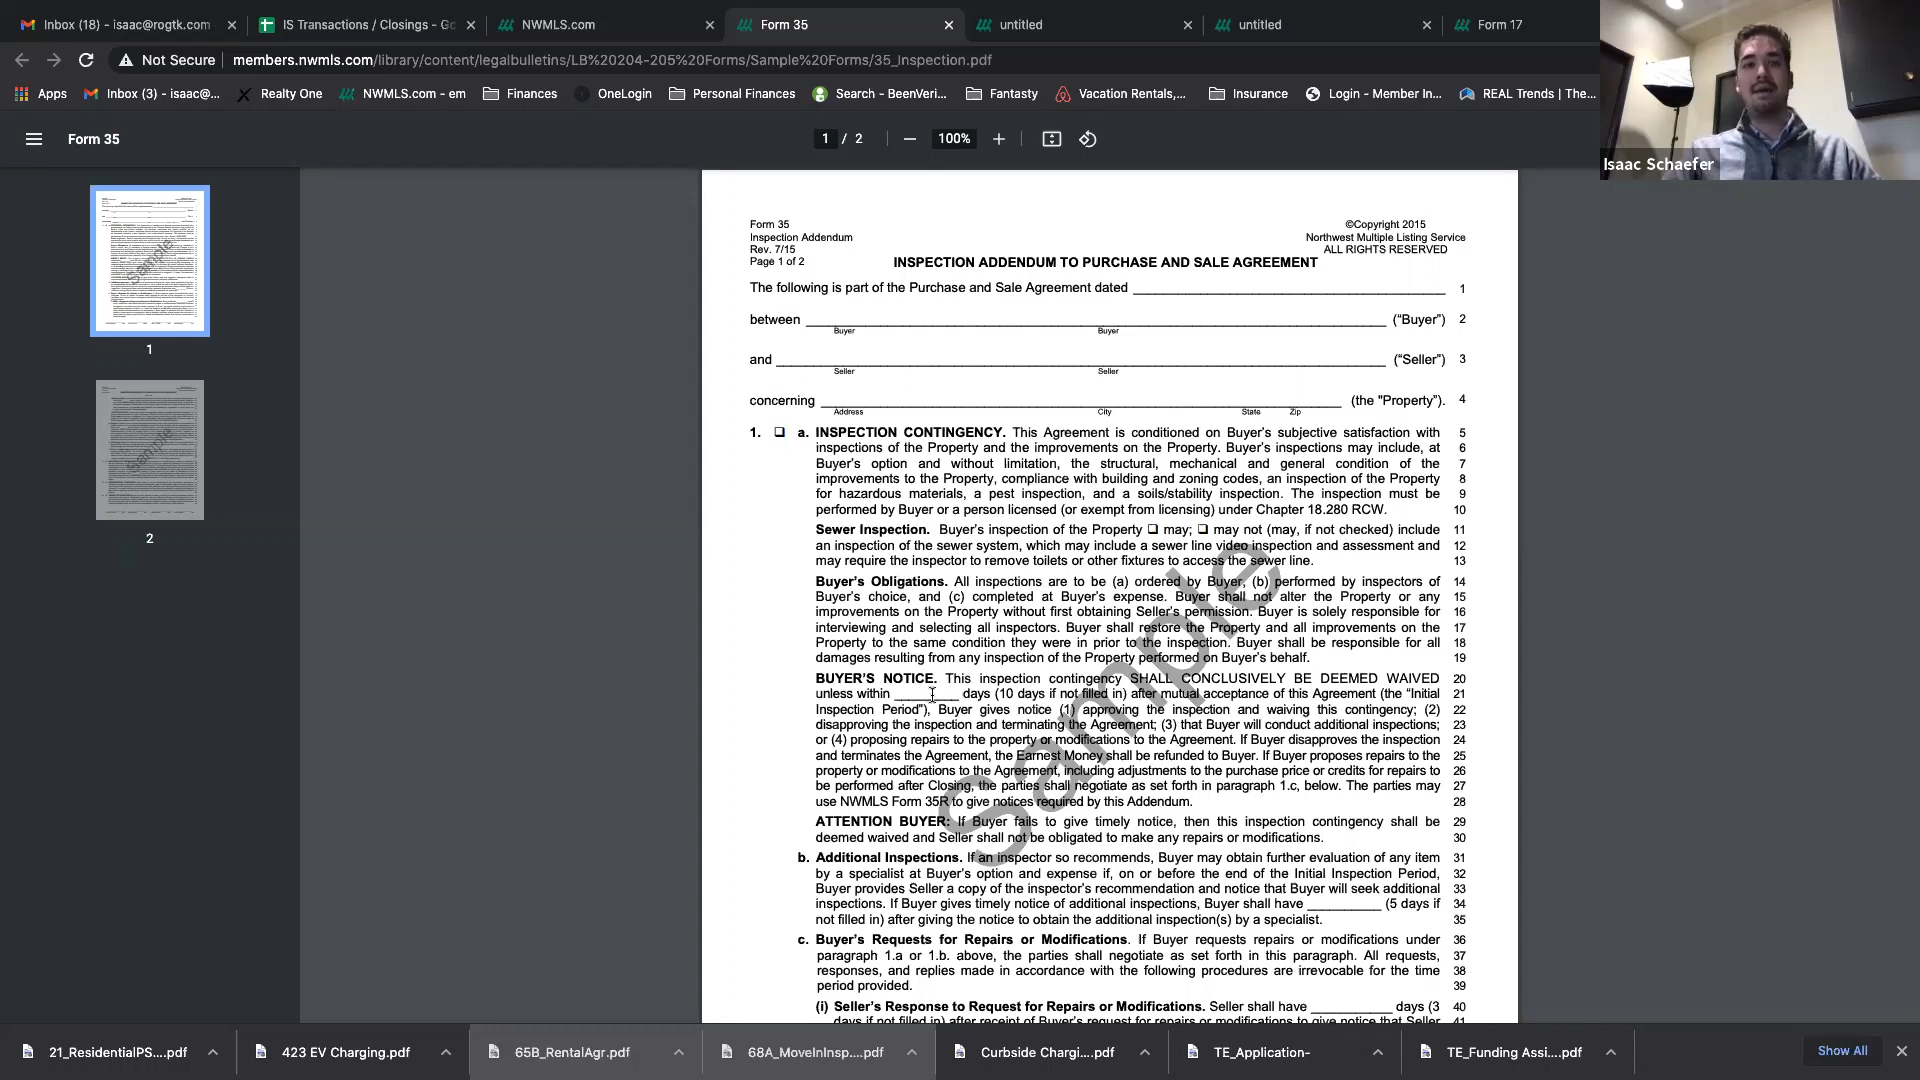 Inbox (18) - isaac@rogtk.com
IS Transactions / Closings - Go
NWMLS.com
Form 35
untitled
untitled
Form 17
Not Secure
members.nwmls.com/library/content/legalbulletins/LB%20204-205%20Forms/Sample%20Forms/35_Inspection.pdf
Apps
Inbox (3) - isaac@...
Realty One
NWMLS.com - em
Finances
OneLogin
Personal Finances
Search - BeenVeri...
Fantasty
Vacation Rentals,...
Insurance
Login - Member In...
REAL Trends | The...
Isaac Schaefer
Form 35
1 / 2
100%
1
2
Form 35
Inspection Addendum
Rev. 7/15
Page 1 of 2
©Copyright 2015
Northwest Multiple Listing Service
ALL RIGHTS RESERVED
INSPECTION ADDENDUM TO PURCHASE AND SALE AGREEMENT
The following is part of the Purchase and Sale Agreement dated 1
between ("Buyer") 2
Buyer Buyer
and ("Seller") 3
Seller Seller
concerning (the "Property"). 4
Address City State Zip
1. ❑ a. INSPECTION CONTINGENCY. This Agreement is conditioned on Buyer's subjective satisfaction with 5
inspections of the Property and the improvements on the Property. Buyer's inspections may include, at 6
Buyer's option and without limitation, the structural, mechanical and general condition of the 7
improvements to the Property, compliance with building and zoning codes, an inspection of the Property 8
for hazardous materials, a pest inspection, and a soils/stability inspection. The inspection must be 9
performed by Buyer or a person licensed (or exempt from licensing) under Chapter 18.280 RCW. 10
Sewer Inspection. Buyer's inspection of the Property ❑ may; ❑ may not (may, if not checked) include 11
an inspection of the sewer system, which may include a sewer line video inspection and assessment and 12
may require the inspector to remove toilets or other fixtures to access the sewer line. 13
Buyer's Obligations. All inspections are to be (a) ordered by Buyer, (b) performed by inspectors of 14
Buyer's choice, and (c) completed at Buyer's expense. Buyer shall not alter the Property or any 15
improvements on the Property without first obtaining Seller's permission. Buyer is solely responsible for 16
interviewing and selecting all inspectors. Buyer shall restore the Property and all improvements on the 17
Property to the same condition they were in prior to the inspection. Buyer shall be responsible for all 18
damages resulting from any inspection of the Property performed on Buyer's behalf. 19
BUYER'S NOTICE. This inspection contingency SHALL CONCLUSIVELY BE DEEMED WAIVED 20
unless within ________ days (10 days if not filled in) after mutual acceptance of this Agreement (the "Initial 21
Inspection Period"), Buyer gives notice (1) approving the inspection and waiving this contingency; (2) 22
disapproving the inspection and terminating the Agreement; (3) that Buyer will conduct additional inspections; 23
or (4) proposing repairs to the property or modifications to the Agreement. If Buyer disapproves the inspection 24
and terminates the Agreement, the Earnest Money shall be refunded to Buyer. If Buyer proposes repairs to the 25
property or modifications to the Agreement, including adjustments to the purchase price or credits for repairs to 26
be performed after Closing, the parties shall negotiate as set forth in paragraph 1.c, below. The parties may 27
use NWMLS Form 35R to give notices required by this Addendum. 28
ATTENTION BUYER: If Buyer fails to give timely notice, then this inspection contingency shall be 29
deemed waived and Seller shall not be obligated to make any repairs or modifications. 30
b. Additional Inspections. If an inspector so recommends, Buyer may obtain further evaluation of any item 31
by a specialist at Buyer's option and expense if, on or before the end of the Initial Inspection Period, 32
Buyer provides Seller a copy of the inspector's recommendation and notice that Buyer will seek additional 33
inspections. If Buyer gives timely notice of additional inspections, Buyer shall have __________ (5 days if 34
not filled in) after giving the notice to obtain the additional inspection(s) by a specialist. 35
c. Buyer's Requests for Repairs or Modifications. If Buyer requests repairs or modifications under 36
paragraph 1.a or 1.b. above, the parties shall negotiate as set forth in this paragraph. All requests, 37
responses, and replies made in accordance with the following procedures are irrevocable for the time 38
period provided. 39
(i) Seller's Response to Request for Repairs or Modifications. Seller shall have ___________ days (3 40
days if not filled in) after receipt of Buyer's request for repairs or modifications to give notice that Seller 41
Sample
21_ResidentialPS....pdf
423 EV Charging.pdf
65B_RentalAgr.pdf
68A_MoveInInsp....pdf
Curbside Chargi....pdf
TE_Application-
TE_Funding Assi....pdf
Show All